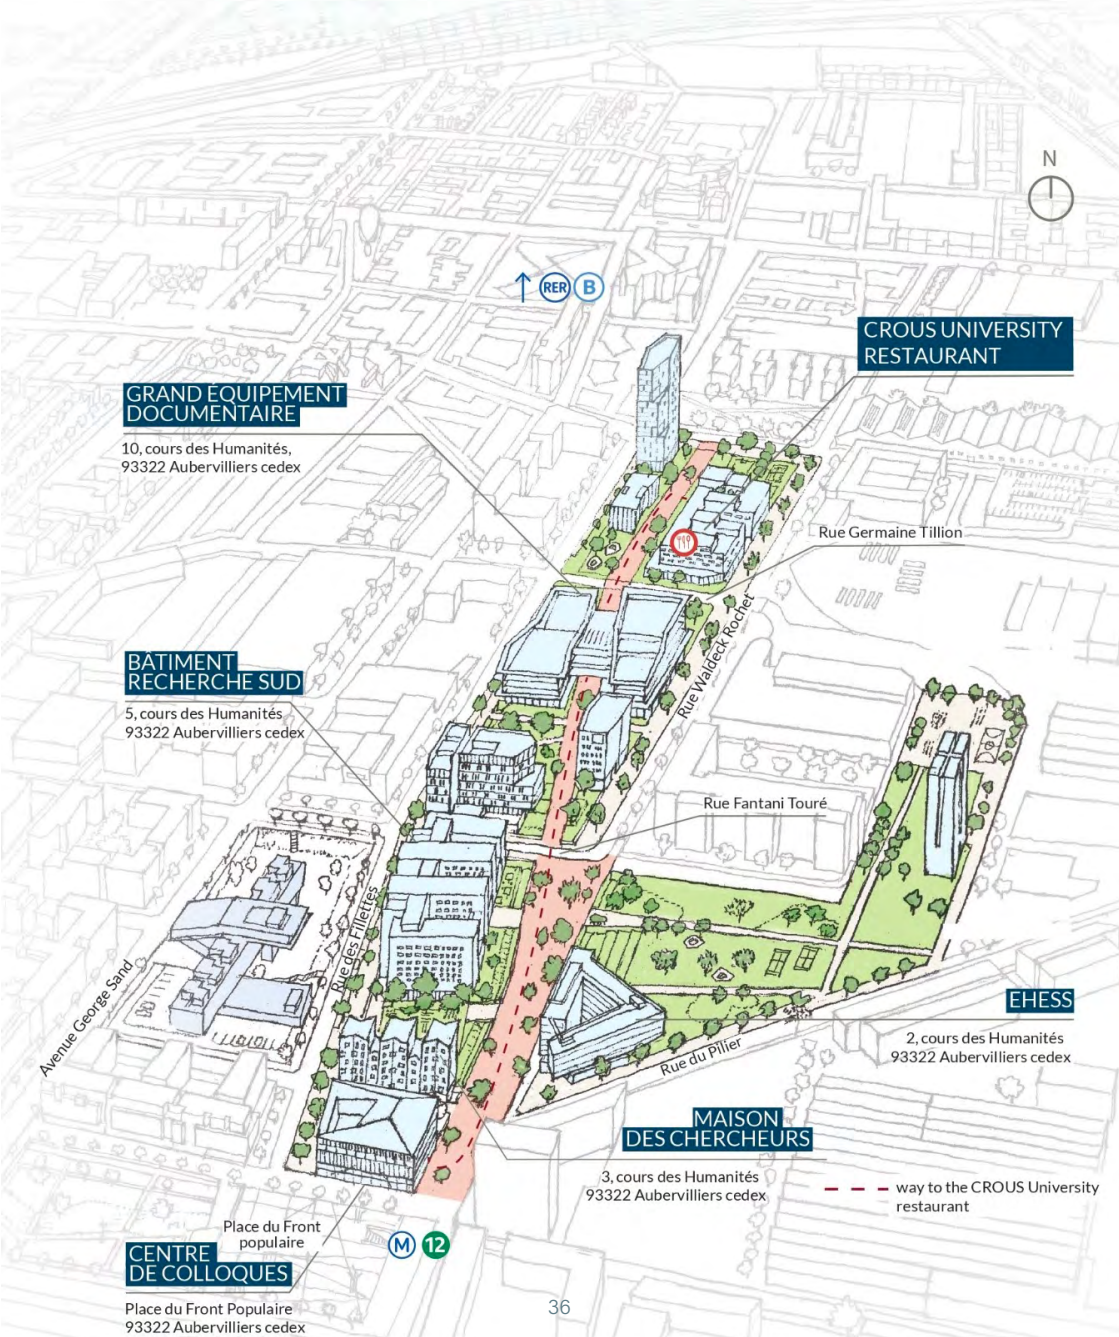 N
RER B
CROUS UNIVERSITY
RESTAURANT
GRAND ÉQUIPEMENT
DOCUMENTAIRE
10, cours des Humanités,
93322 Aubervilliers cedex
Rue Germaine Tillion
Rue Waldeck Rochet
BÂTIMENT
RECHERCHE SUD
5, cours des Humanités
93322 Aubervilliers cedex
Rue Fantani Touré
Rue des Fillettes
Avenue George Sand
EHESS
2, cours des Humanités
93322 Aubervilliers cedex
Rue du Pilier
MAISON
DES CHERCHEURS
3, cours des Humanités
93322 Aubervilliers cedex
way to the CROUS University
restaurant
Place du Front
populaire
M 12
CENTRE
DE COLLOQUES
Place du Front Populaire
93322 Aubervilliers cedex
36